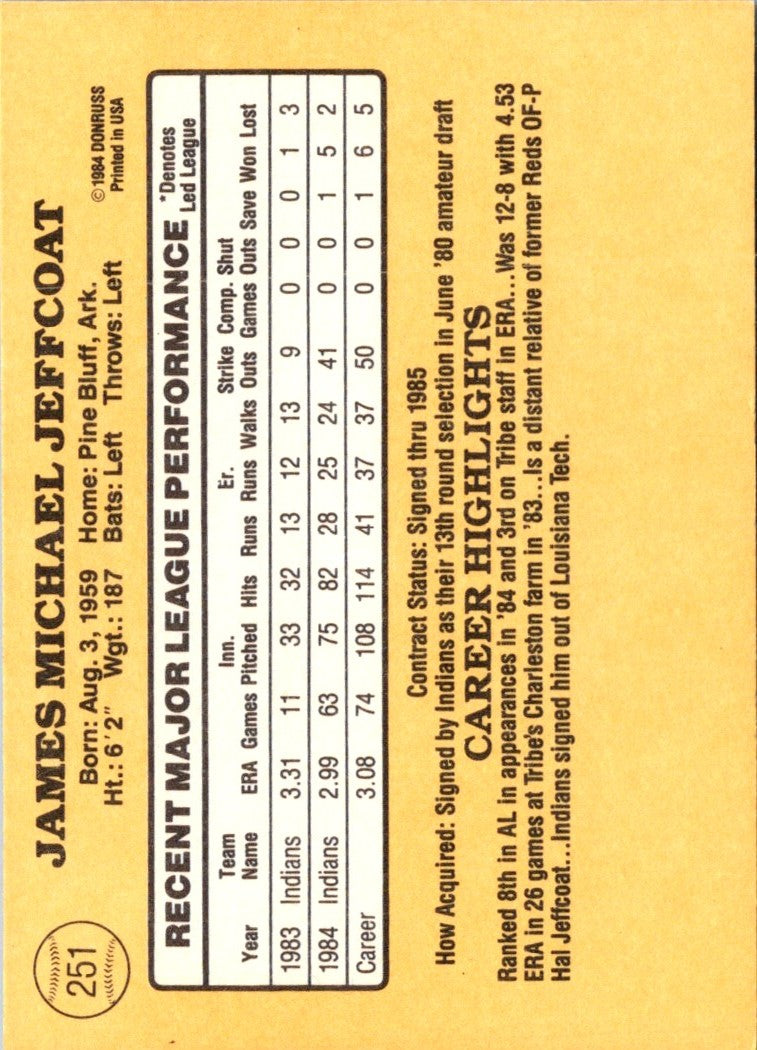 251
JAMES MICHAEL JEFFCOAT
Born: Aug. 3, 1959 Home: Pine Bluff, Ark.
Ht.: 6'2" Wgt.: 187 Bats: Left Throws: Left
©1984 DONRUSS
Printed in USA
RECENT MAJOR LEAGUE PERFORMANCE
*Denotes
Led League
Team Inn. Er. Strike Comp. Shut
Year Name ERA Games Pitched Hits Runs Runs Walks Outs Games Outs Save Won Lost
1983 Indians 3.31 11 33 32 13 12 13 9 0 0 0 1 3
1984 Indians 2.99 63 75 82 28 25 24 41 0 0 1 5 2
Career 3.08 74 108 114 41 37 37 50 0 0 1 6 5
Contract Status: Signed thru 1985
How Acquired: Signed by Indians as their 13th round selection in June '80 amateur draft
CAREER HIGHLIGHTS
Ranked 8th in AL in appearances in '84 and 3rd on Tribe staff in ERA...Was 12-8 with 4.53
ERA in 26 games at Tribe's Charleston farm in '83...Is a distant relative of former Reds OF-P
Hal Jeffcoat...Indians signed him out of Louisiana Tech.